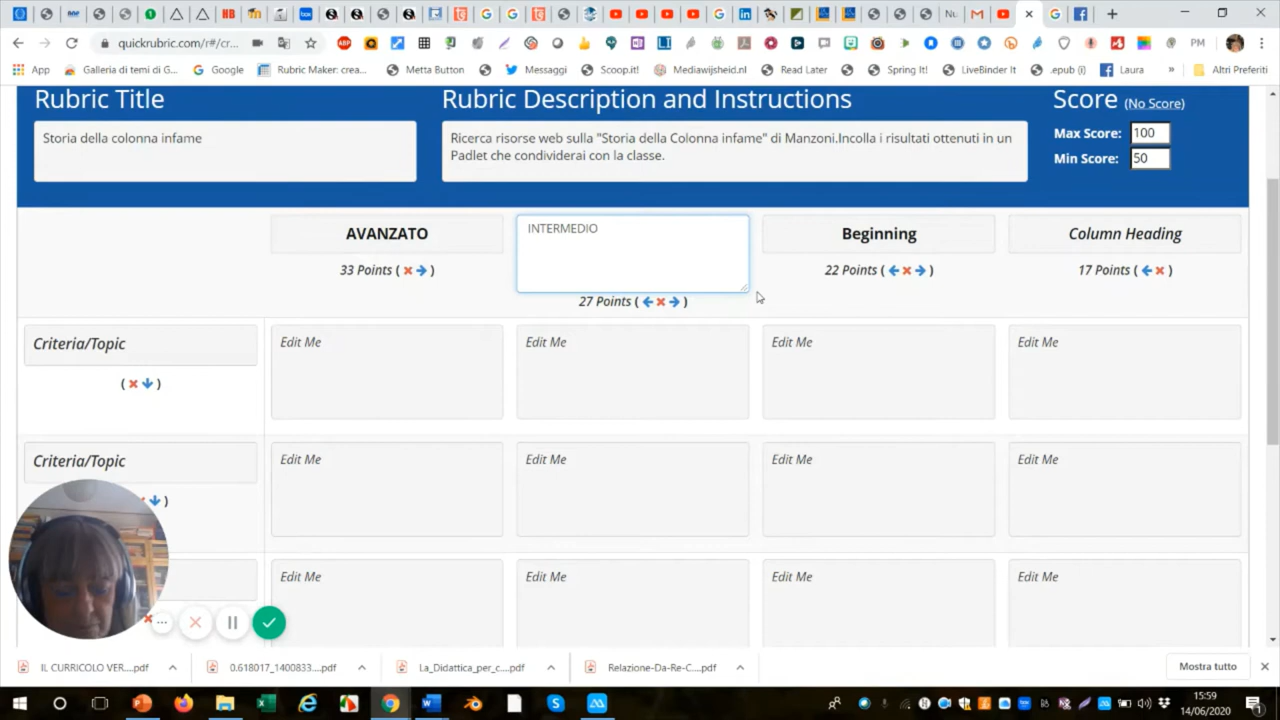 HB
box
Nu
quickrubric.com/r#/cr...
ABP
PM
App
Galleria di temi di G...
Google
Rubric Maker: crea...
Metta Button
Messaggi
Scoop.it!
Mediawijsheid.nl
Read Later
Spring It!
LiveBinder It
.epub (i)
Laura
»
Altri Preferiti
Rubric Title
Rubric Description and Instructions
Score (No Score)
Storia della colonna infame
Ricerca risorse web sulla "Storia della Colonna infame" di Manzoni.Incolla i risultati ottenuti in un
Padlet che condividerai con la classe.
Max Score: 100
Min Score: 50
AVANZATO
INTERMEDIO
Beginning
Column Heading
33 Points ( × → )
27 Points ( ← × → )
22 Points ( ← × → )
17 Points ( ← × )
Criteria/Topic
Edit Me
Edit Me
Edit Me
Edit Me
( × ↓ )
Criteria/Topic
Edit Me
Edit Me
Edit Me
Edit Me
↓ )
Edit Me
Edit Me
Edit Me
Edit Me
IL CURRICOLO VER....pdf
0.618017_1400833....pdf
La_Didattica_per_c....pdf
Relazione-Da-Re-C....pdf
Mostra tutto
15:59
14/06/2020